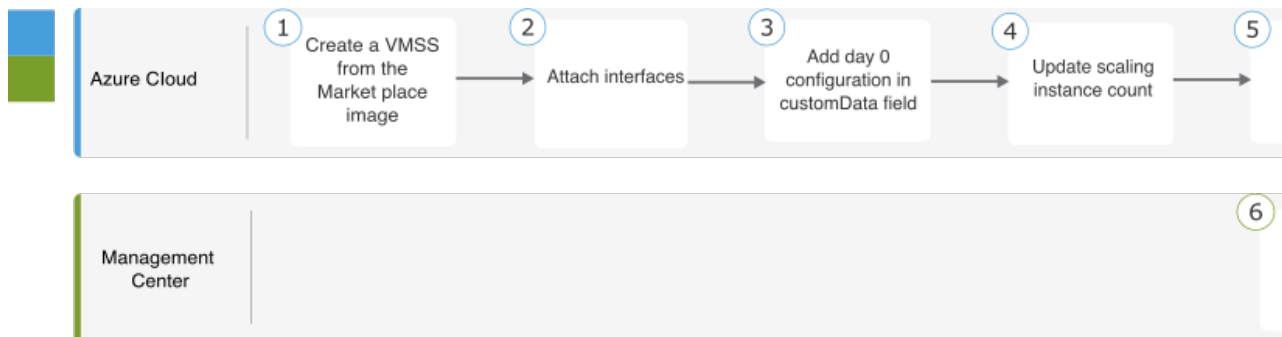 1
Create a VMSS
from the
Market place
image
2
Attach interfaces
3
Add day 0
configuration in
customData field
4
Update scaling
instance count
5
Azure Cloud
6
Management
Center